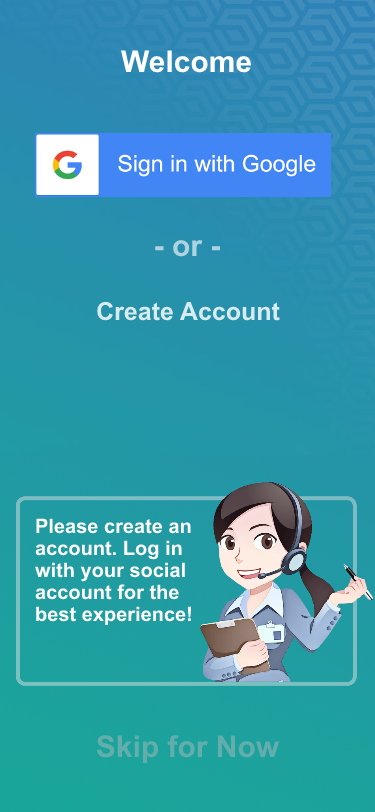 Welcome
Sign in with Google
- or -
Create Account
Please create an
account. Log in
with your social
account for the
best experience!
Skip for Now